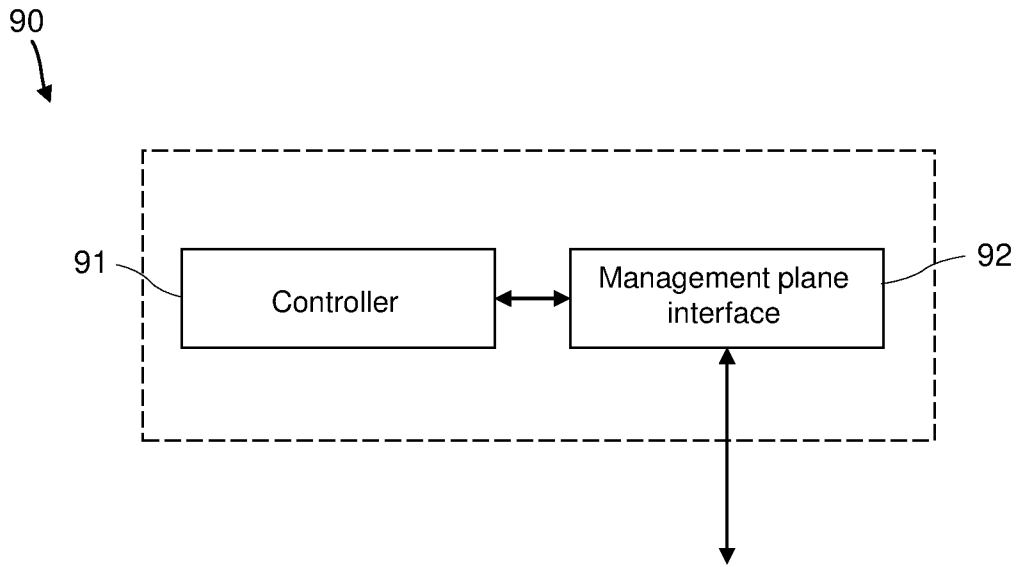 90
91
Controller
Management plane
interface
92